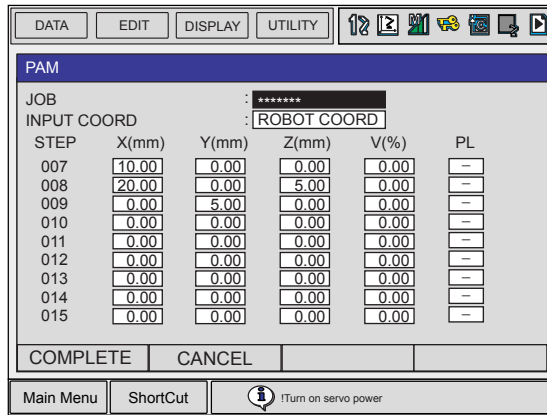 DATA EDIT DISPLAY UTILITY
PAM
JOB : *******
INPUT COORD : ROBOT COORD
STEP X(mm) Y(mm) Z(mm) V(%) PL
007 10.00 0.00 0.00 0.00 –
008 20.00 0.00 5.00 0.00 –
009 0.00 5.00 0.00 0.00 –
010 0.00 0.00 0.00 0.00 –
011 0.00 0.00 0.00 0.00 –
012 0.00 0.00 0.00 0.00 –
013 0.00 0.00 0.00 0.00 –
014 0.00 0.00 0.00 0.00 –
015 0.00 0.00 0.00 0.00 –
COMPLETE CANCEL
Main Menu ShortCut !Turn on servo power